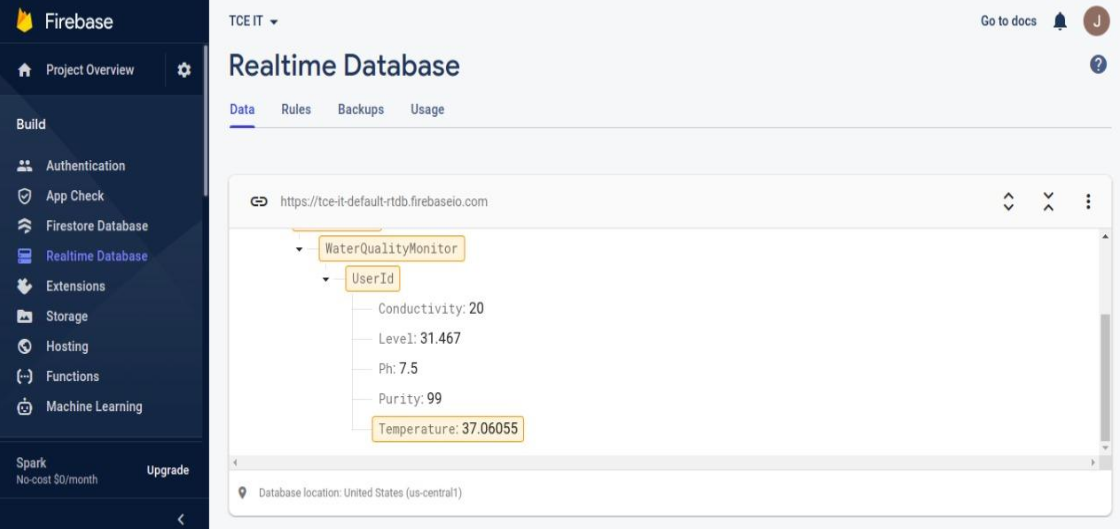 Firebase
TCE IT
Go to docs
J
Project Overview
Realtime Database
?
Data Rules Backups Usage
Build
Authentication
App Check
Firestore Database
Realtime Database
Extensions
Storage
Hosting
Functions
Machine Learning
Spark
No-cost $0/month
Upgrade
https://tce-it-default-rtdb.firebaseio.com
WaterQualityMonitor
UserId
Conductivity: 20
Level: 31.467
Ph: 7.5
Purity: 99
Temperature: 37.06055
Database location: United States (us-central1)